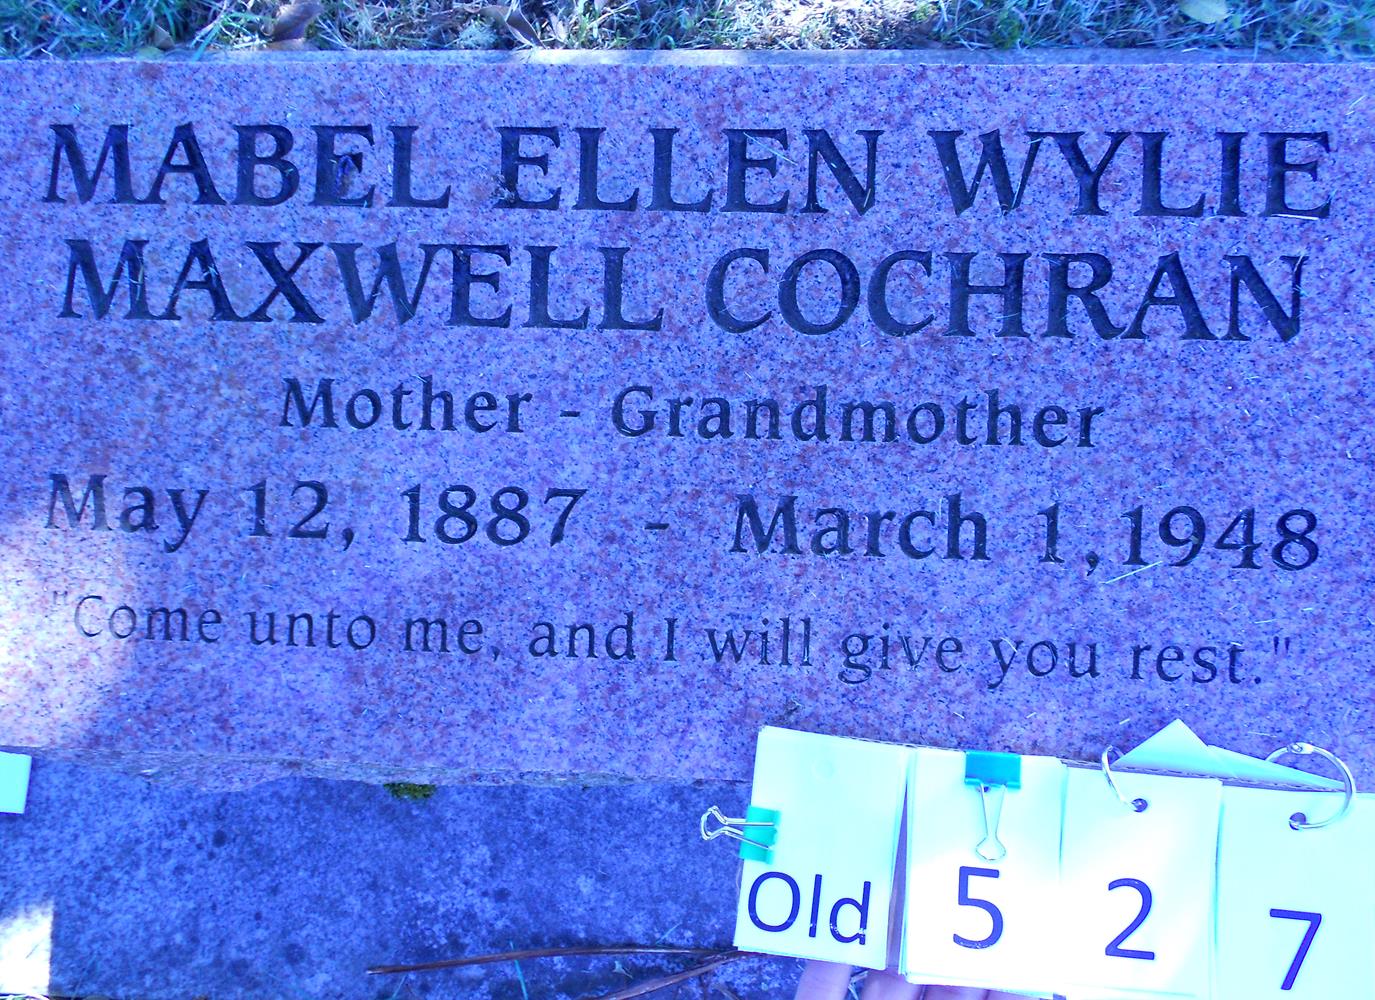 MABEL ELLEN WYLIE
MAXWELL COCHRAN
Mother - Grandmother
May 12, 1887 - March 1, 1948
"Come unto me, and I will give you rest."
Old 5 2 7